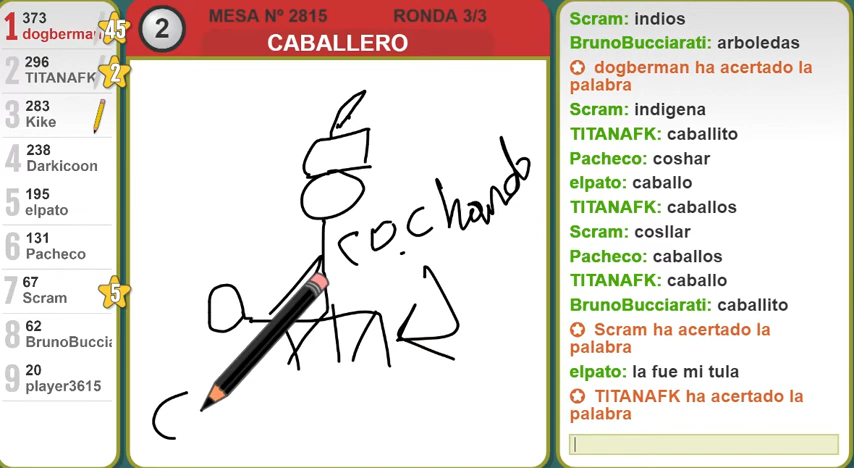 1 373
dogberman
45
2 296
TITANAFK
2
3 283
Kike
4 238
Darkicoon
5 195
elpato
6 131
Pacheco
7 67
Scram
5
8 62
BrunoBuccia
9 20
player3615
2
MESA Nº 2815 RONDA 3/3
CABALLERO
co.chando
C
Scram: indios
BrunoBucciarati: arboledas
dogberman ha acertado la
palabra
Scram: indigena
TITANAFK: caballito
Pacheco: coshar
elpato: caballo
TITANAFK: caballos
Scram: cosllar
Pacheco: caballos
TITANAFK: caballo
BrunoBucciarati: caballito
Scram ha acertado la
palabra
elpato: la fue mi tula
TITANAFK ha acertado la
palabra